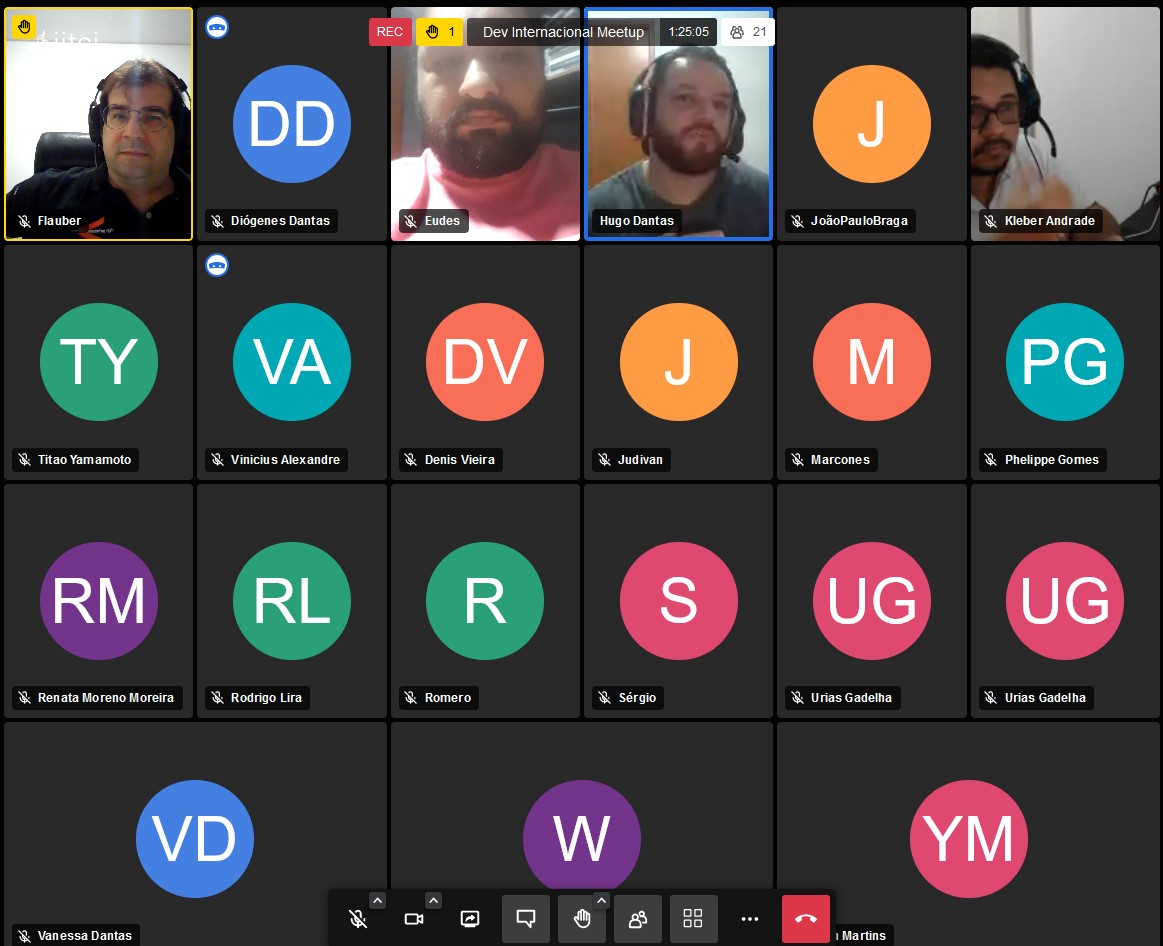 jitsi
REC
1
Dev Internacional Meetup
1:25:05
21
DD
J
Flauber
Diógenes Dantas
Eudes
Hugo Dantas
JoãoPauloBraga
Kleber Andrade
TY
VA
DV
J
M
PG
Titao Yamamoto
Vinicius Alexandre
Denis Vieira
Judivan
Marcones
Phelippe Gomes
RM
RL
R
S
UG
UG
Renata Moreno Moreira
Rodrigo Lira
Romero
Sérgio
Urias Gadelha
Urias Gadelha
VD
W
YM
Vanessa Dantas
Martins